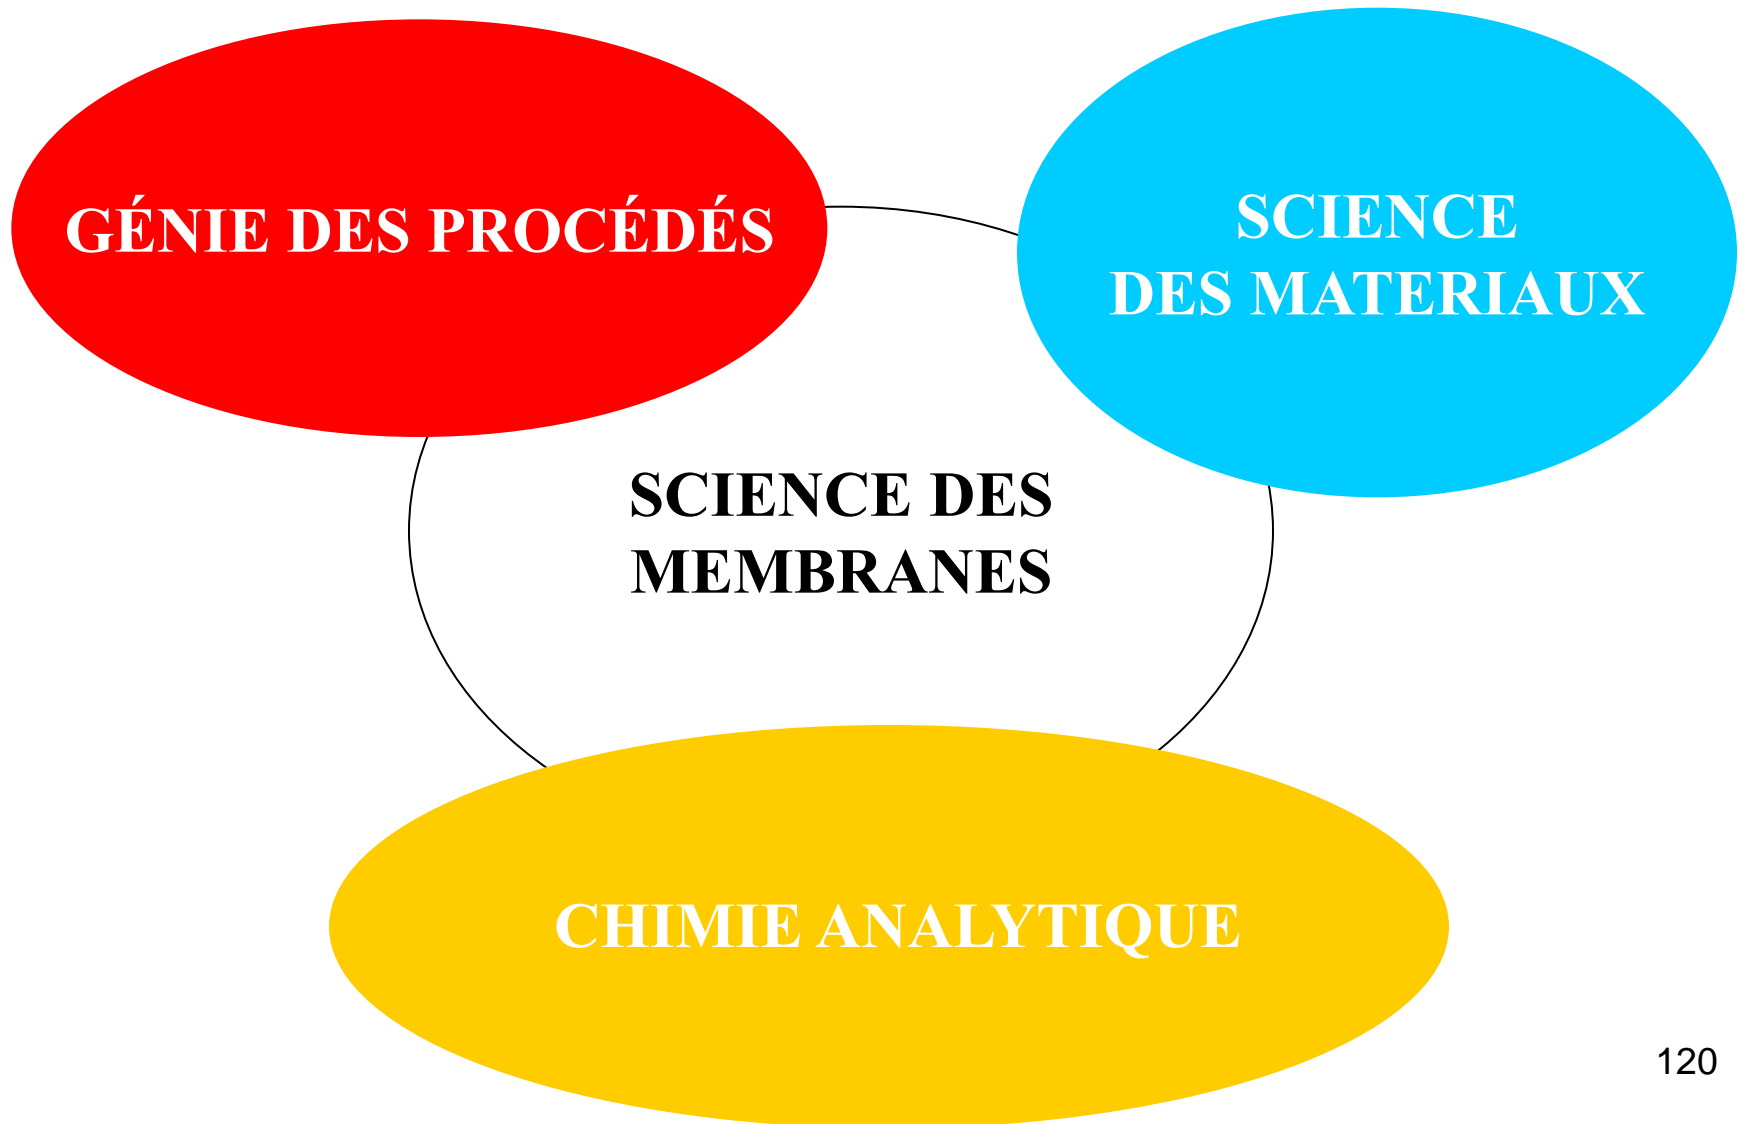 GÉNIE DES PROCÉDÉS
SCIENCE
DES MATERIAUX
SCIENCE DES
MEMBRANES
CHIMIE ANALYTIQUE
120